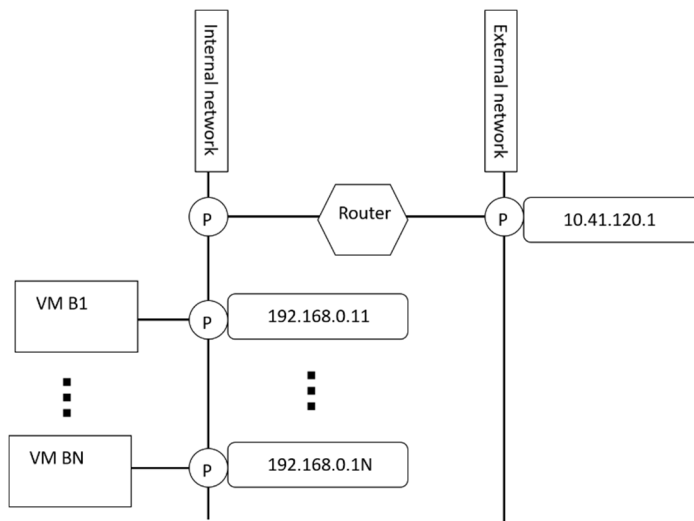 Internal network
External network
P
Router
P
10.41.120.1
VM B1
P
192.168.0.11
VM BN
P
192.168.0.1N